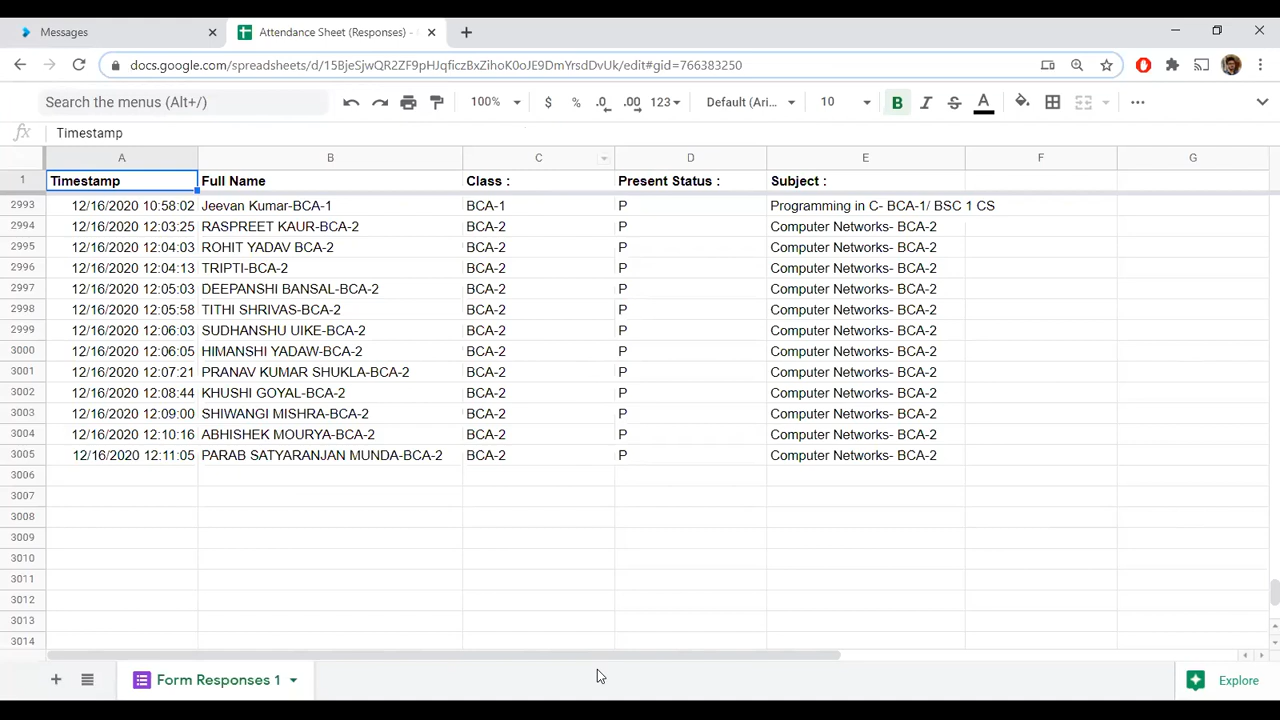 Messages
Attendance Sheet (Responses) -
docs.google.com/spreadsheets/d/15BjeSjwQR2ZF9pHJqficzBxZihoK0oJE9DmYrsdDvUk/edit#gid=766383250
Search the menus (Alt+/) 100% $ % .0 .00 123 Default (Ari... 10 B I S A
fx Timestamp
A B C D E F G
1 Timestamp Full Name Class : Present Status : Subject :
2993 12/16/2020 10:58:02 Jeevan Kumar-BCA-1 BCA-1 P Programming in C- BCA-1/ BSC 1 CS
2994 12/16/2020 12:03:25 RASPREET KAUR-BCA-2 BCA-2 P Computer Networks- BCA-2
2995 12/16/2020 12:04:03 ROHIT YADAV BCA-2 BCA-2 P Computer Networks- BCA-2
2996 12/16/2020 12:04:13 TRIPTI-BCA-2 BCA-2 P Computer Networks- BCA-2
2997 12/16/2020 12:05:03 DEEPANSHI BANSAL-BCA-2 BCA-2 P Computer Networks- BCA-2
2998 12/16/2020 12:05:58 TITHI SHRIVAS-BCA-2 BCA-2 P Computer Networks- BCA-2
2999 12/16/2020 12:06:03 SUDHANSHU UIKE-BCA-2 BCA-2 P Computer Networks- BCA-2
3000 12/16/2020 12:06:05 HIMANSHI YADAW-BCA-2 BCA-2 P Computer Networks- BCA-2
3001 12/16/2020 12:07:21 PRANAV KUMAR SHUKLA-BCA-2 BCA-2 P Computer Networks- BCA-2
3002 12/16/2020 12:08:44 KHUSHI GOYAL-BCA-2 BCA-2 P Computer Networks- BCA-2
3003 12/16/2020 12:09:00 SHIWANGI MISHRA-BCA-2 BCA-2 P Computer Networks- BCA-2
3004 12/16/2020 12:10:16 ABHISHEK MOURYA-BCA-2 BCA-2 P Computer Networks- BCA-2
3005 12/16/2020 12:11:05 PARAB SATYARANJAN MUNDA-BCA-2 BCA-2 P Computer Networks- BCA-2
3006
3007
3008
3009
3010
3011
3012
3013
3014
Form Responses 1 Explore